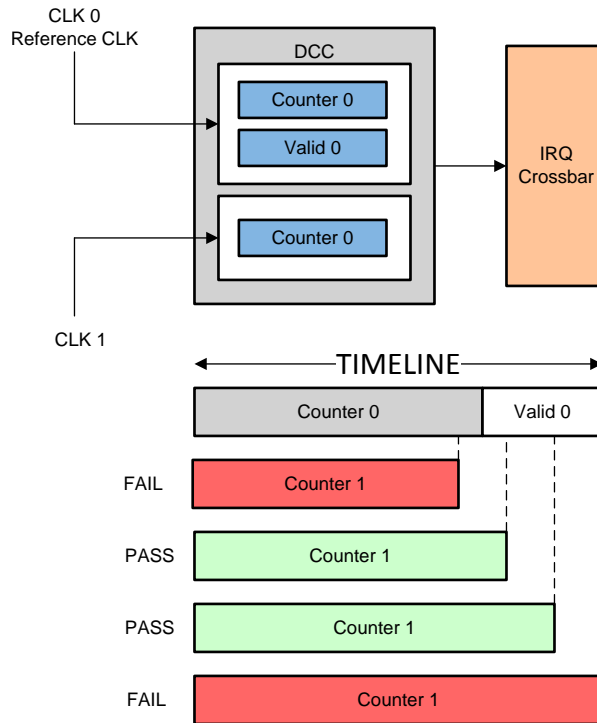 CLK 0
Reference CLK
DCC
Counter 0
Valid 0
IRQ
Crossbar
Counter 0
CLK 1
TIMELINE
Counter 0 Valid 0
FAIL Counter 1
PASS Counter 1
PASS Counter 1
FAIL Counter 1